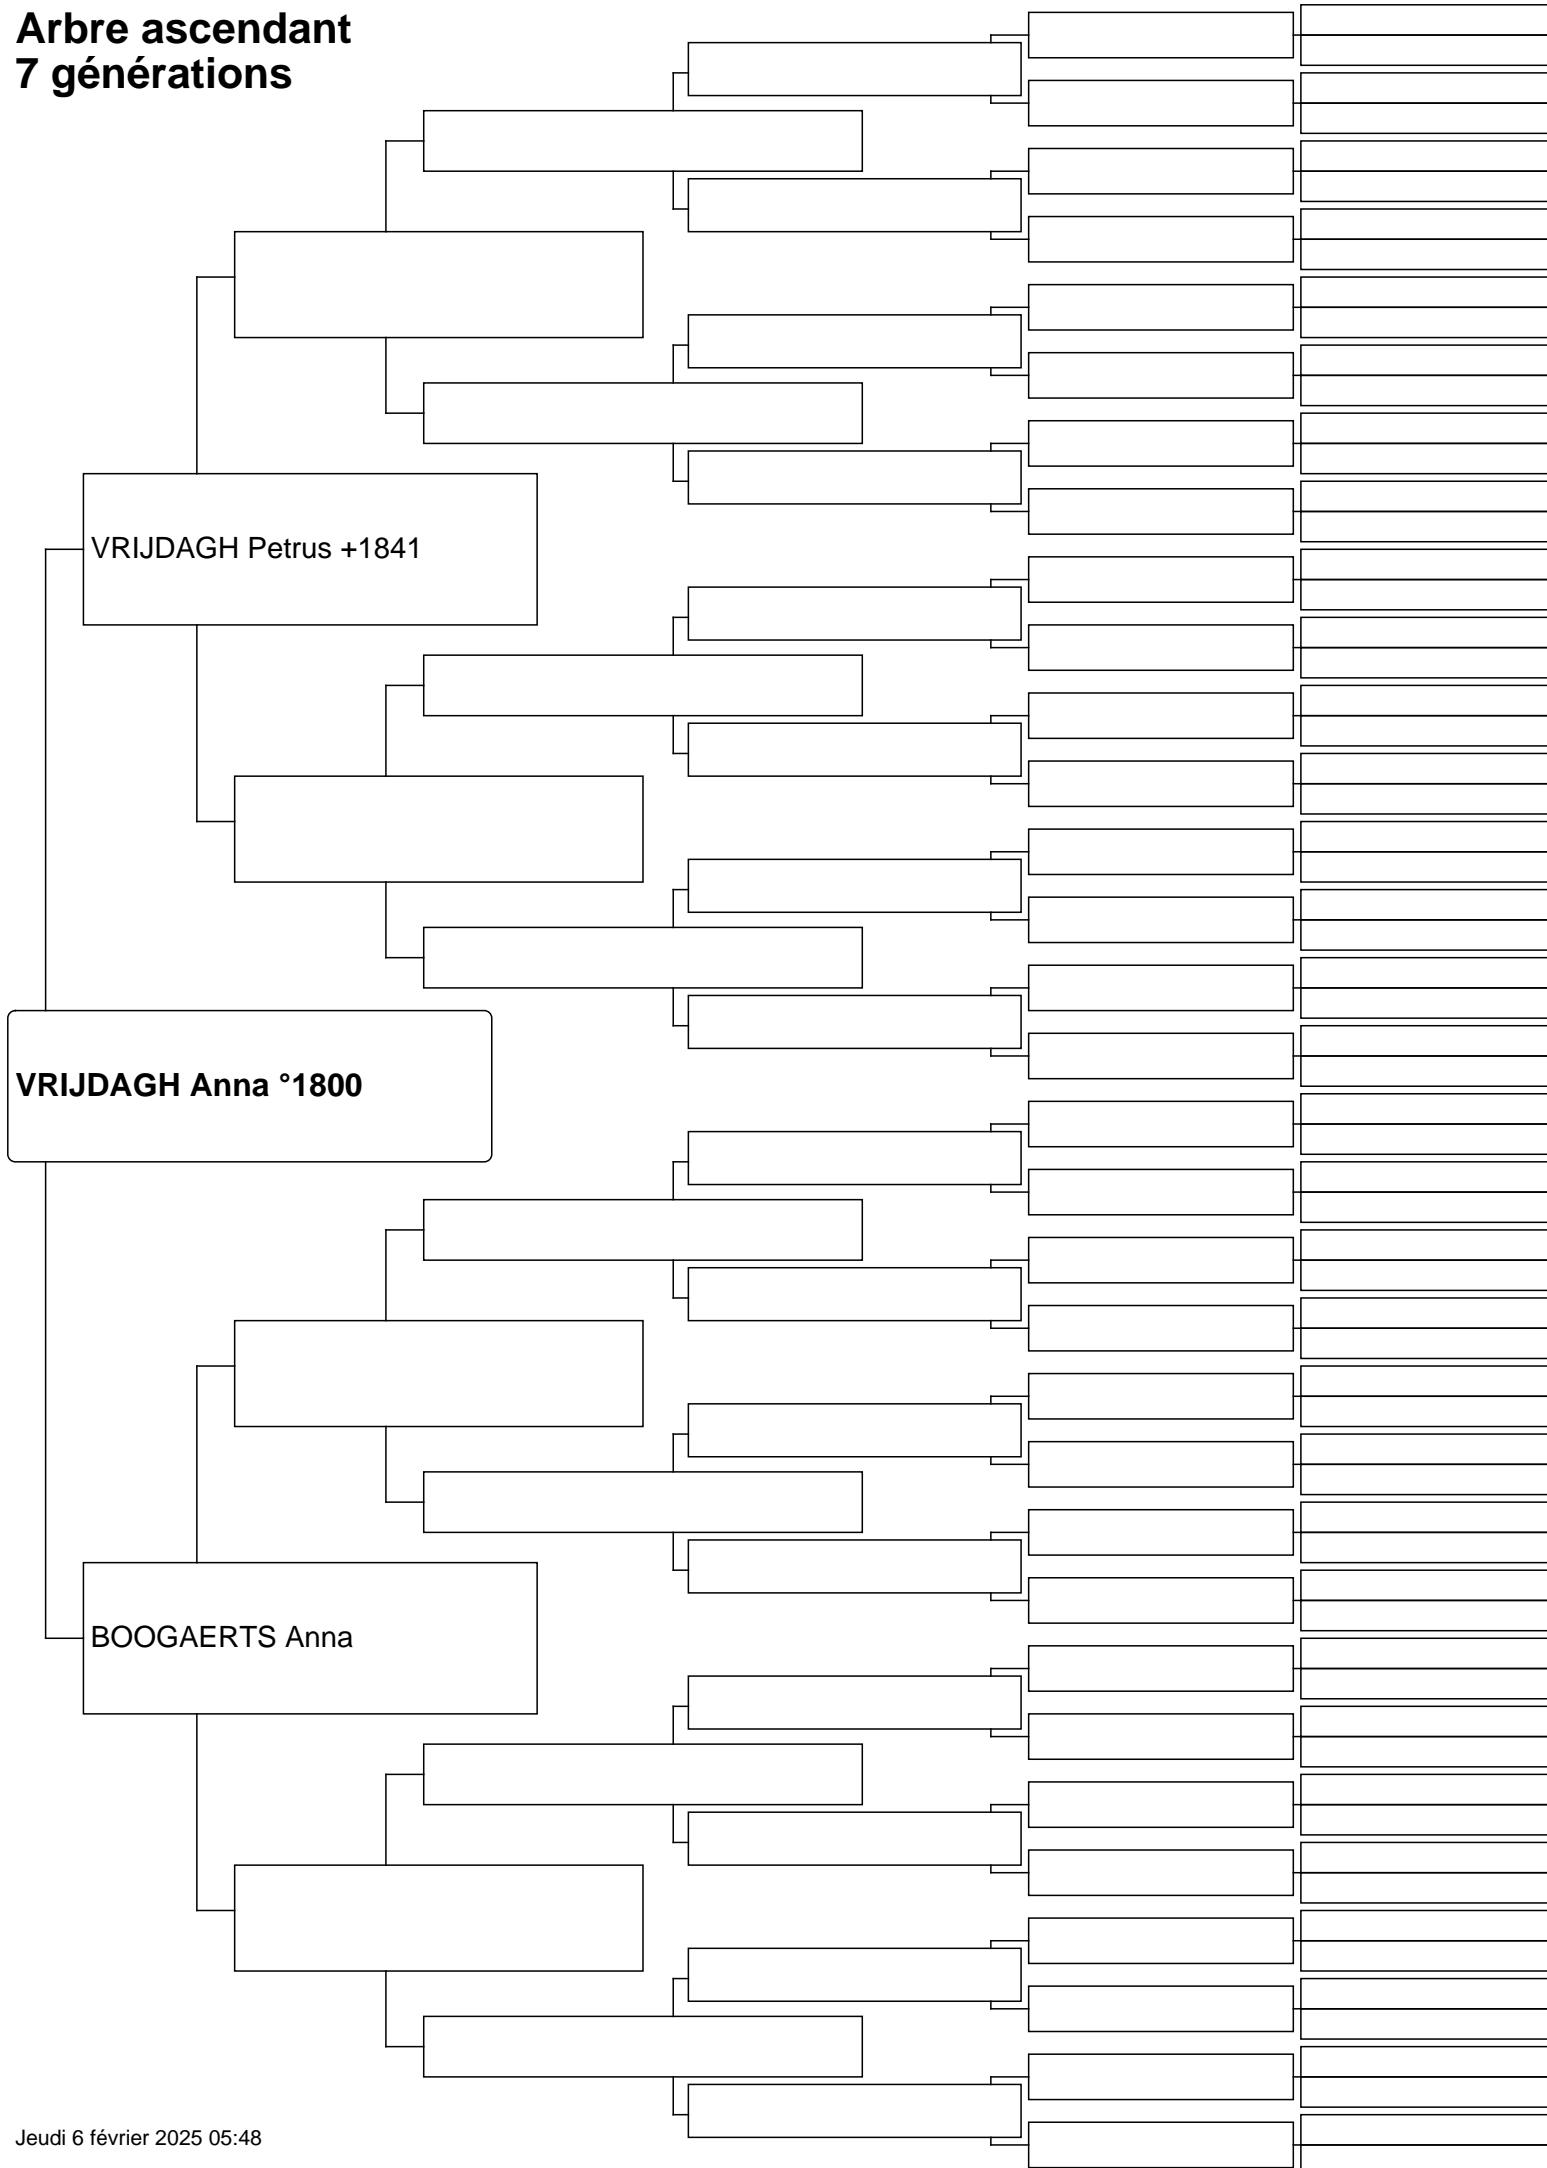 Arbre ascendant
7 générations
VRIJDAGH Petrus +1841
VRIJDAGH Anna °1800
BOOGAERTS Anna
Jeudi 6 février 2025 05:48